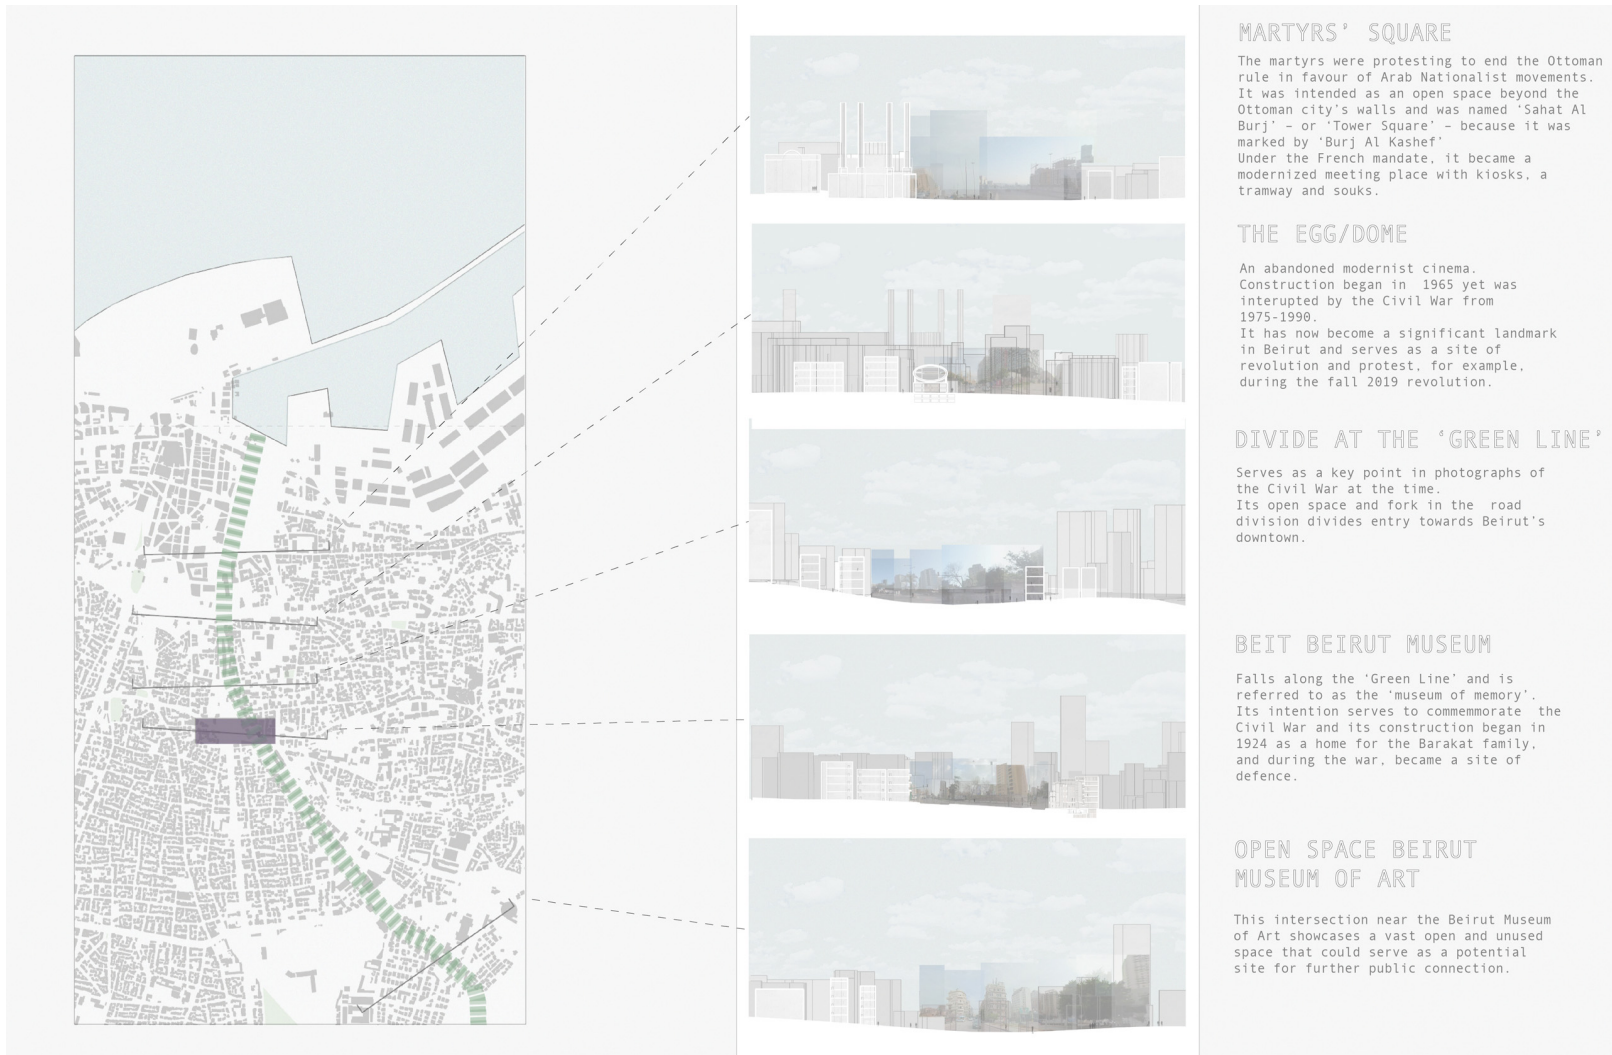 MARTYRS’ SQUARE
The martyrs were protesting to end the Ottoman
rule in favour of Arab Nationalist movements.
It was intended as an open space beyond the
Ottoman city’s walls and was named ‘Sahat Al
Burj’ – or ‘Tower Square’ – because it was
marked by ‘Burj Al Kashef’
Under the French mandate, it became a
modernized meeting place with kiosks, a
tramway and souks.
THE EGG/DOME
An abandoned modernist cinema.
Construction began in 1965 yet was
interupted by the Civil War from
1975-1990.
It has now become a significant landmark
in Beirut and serves as a site of
revolution and protest, for example,
during the fall 2019 revolution.
DIVIDE AT THE ‘GREEN LINE’
Serves as a key point in photographs of
the Civil War at the time.
Its open space and fork in the road
division divides entry towards Beirut’s
downtown.
BEIT BEIRUT MUSEUM
Falls along the ‘Green Line’ and is
referred to as the ‘museum of memory’.
Its intention serves to commemmorate the
Civil War and its construction began in
1924 as a home for the Barakat family,
and during the war, became a site of
defence.
OPEN SPACE BEIRUT
MUSEUM OF ART
This intersection near the Beirut Museum
of Art showcases a vast open and unused
space that could serve as a potential
site for further public connection.